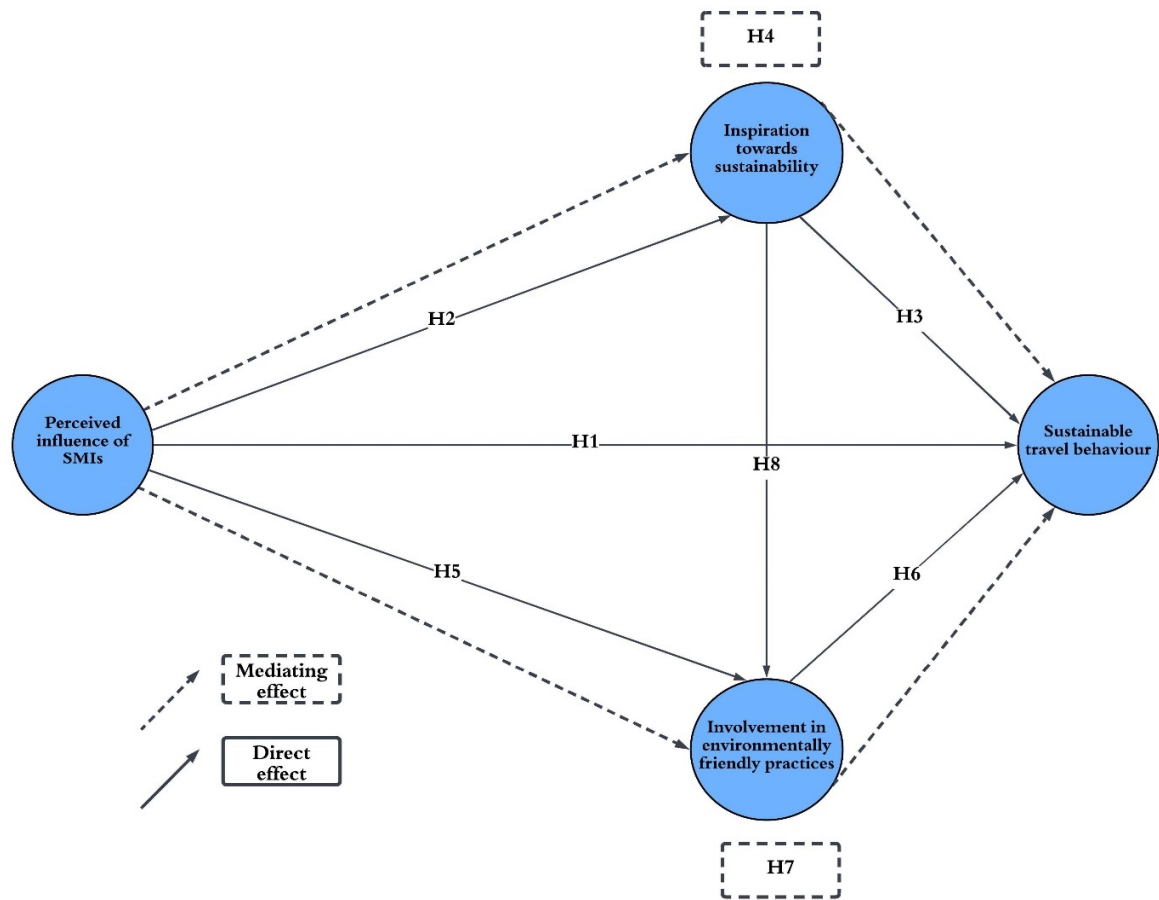 H4
Inspiration
towards
sustainability
H2
H3
Perceived
influence of
SMIs
H1
Sustainable
travel behaviour
H8
H5
H6
Mediating
effect
Involvement in
environmentally
friendly practices
Direct
effect
H7